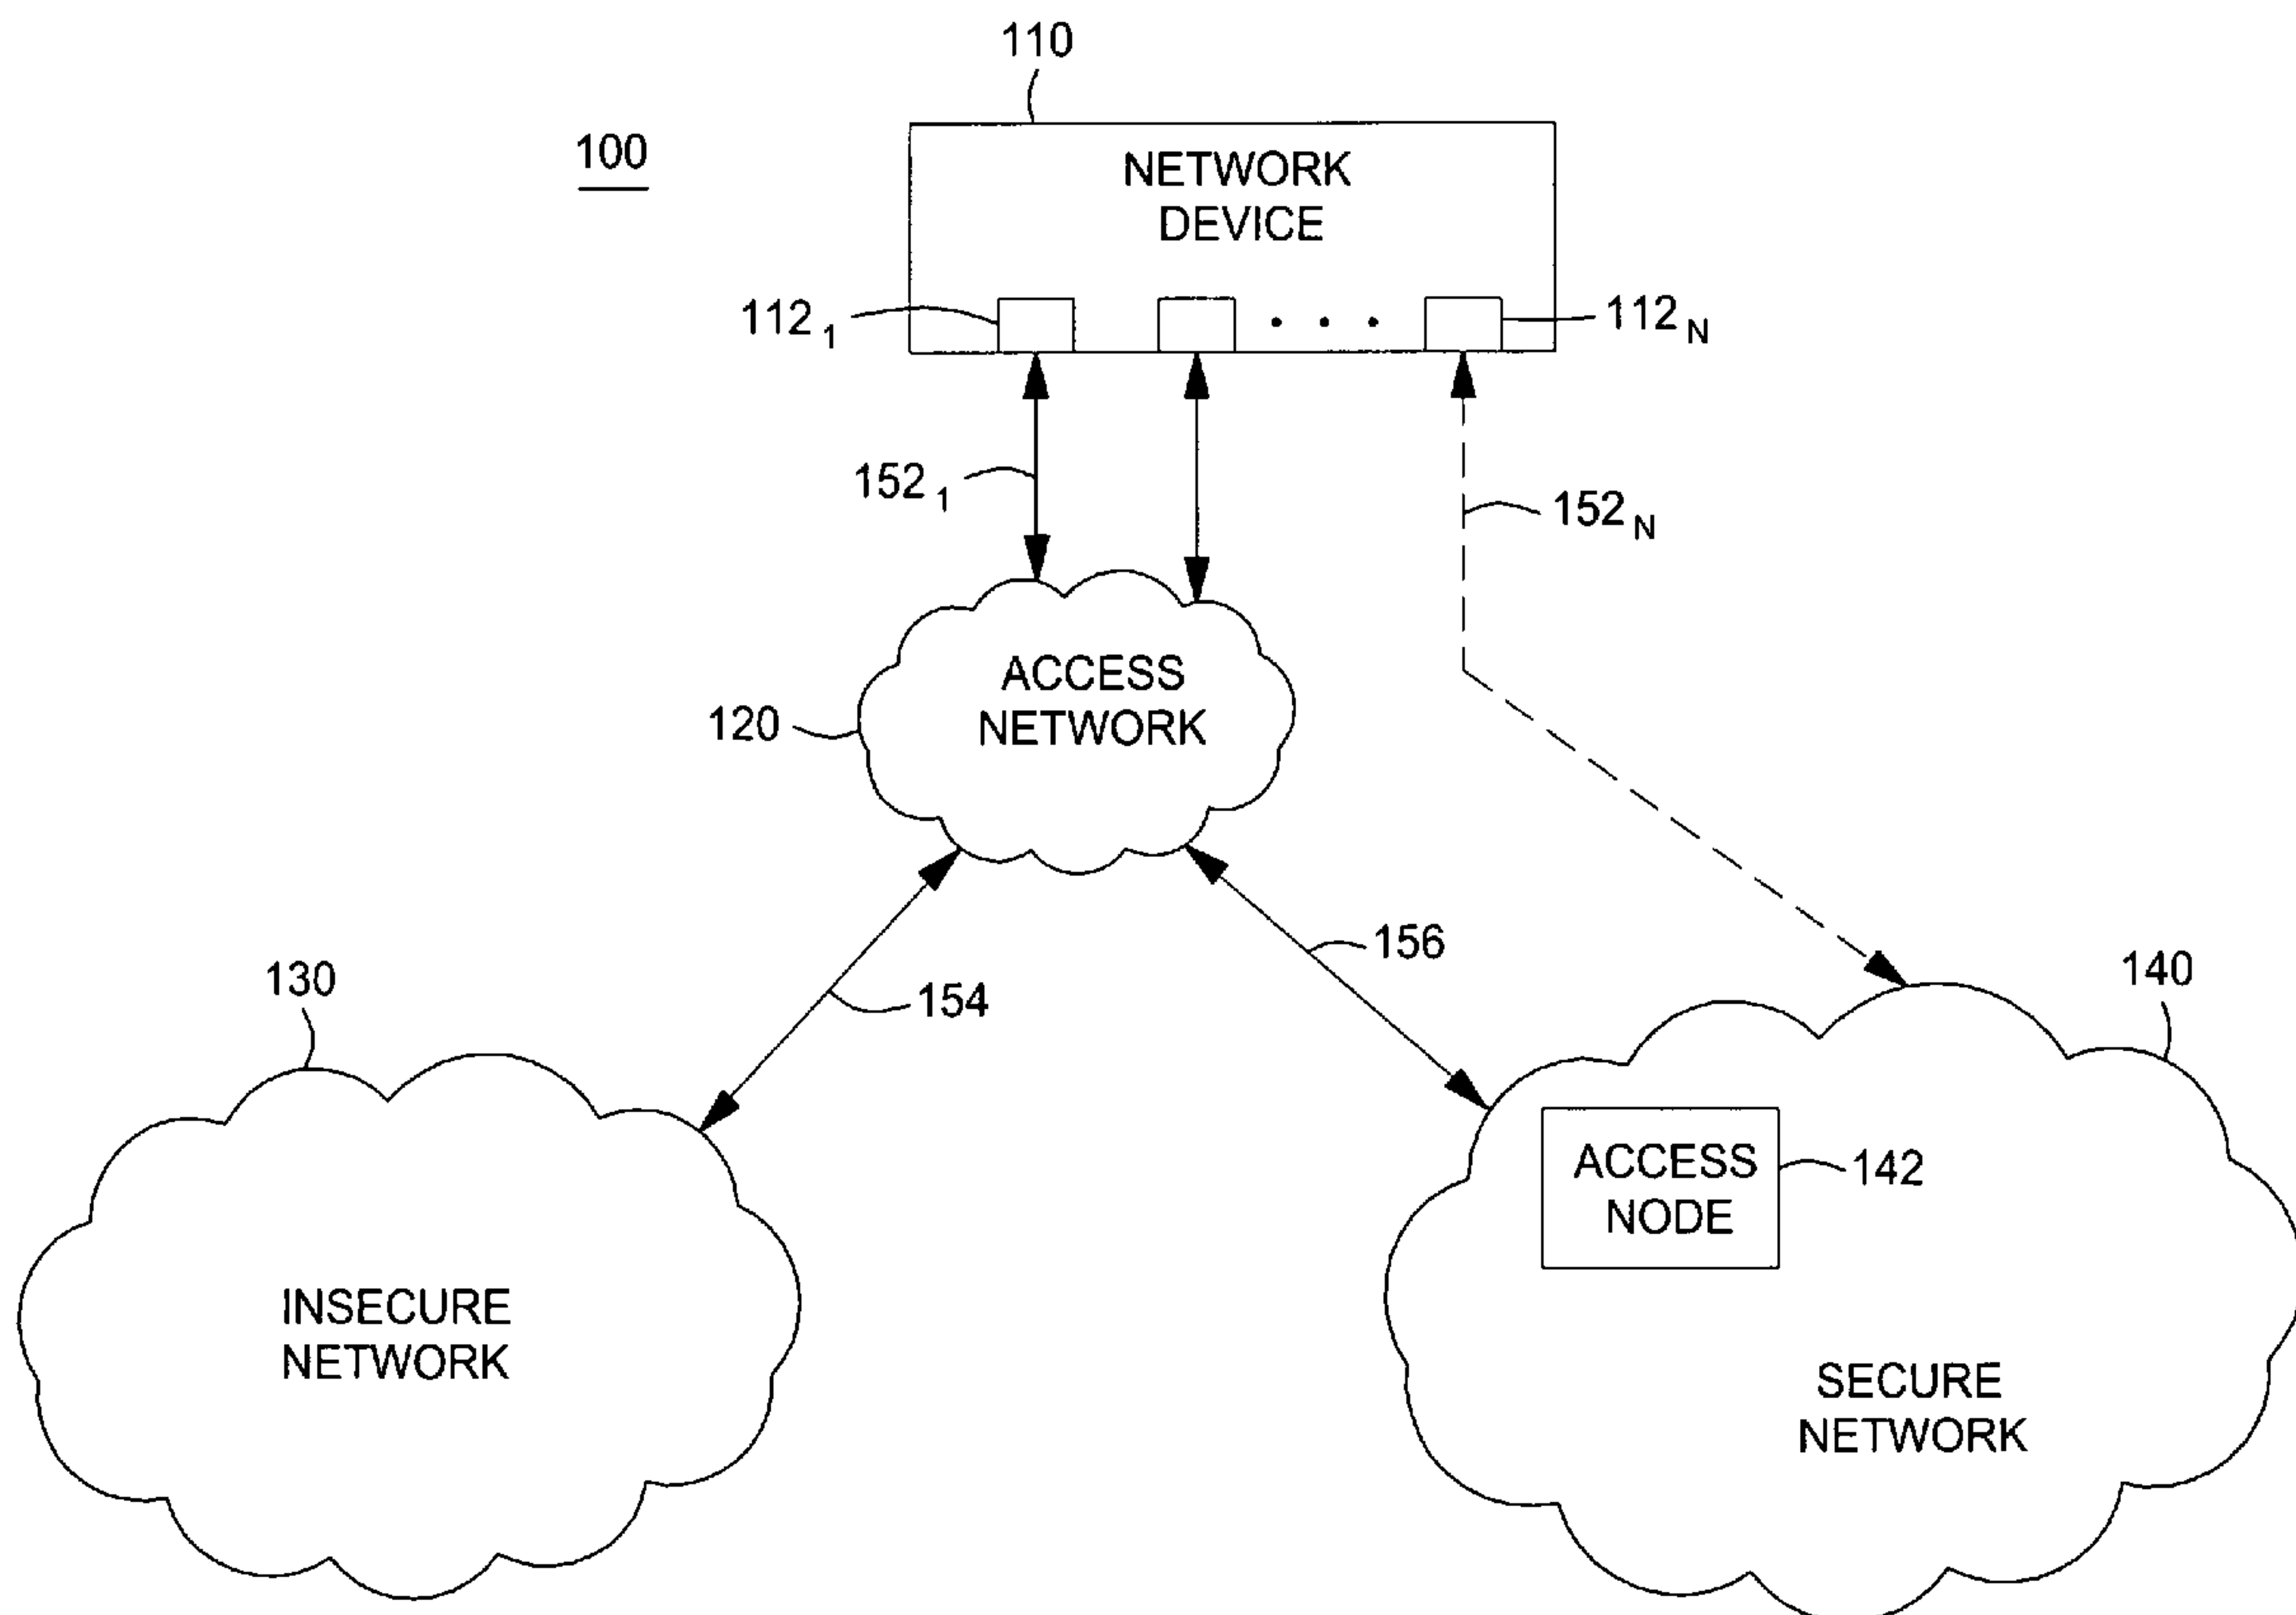 110
100
NETWORK
DEVICE
112 1
112 N
152 1
152 N
ACCESS
NETWORK
120
156
154
130
140
ACCESS
NODE
142
INSECURE
NETWORK
SECURE
NETWORK